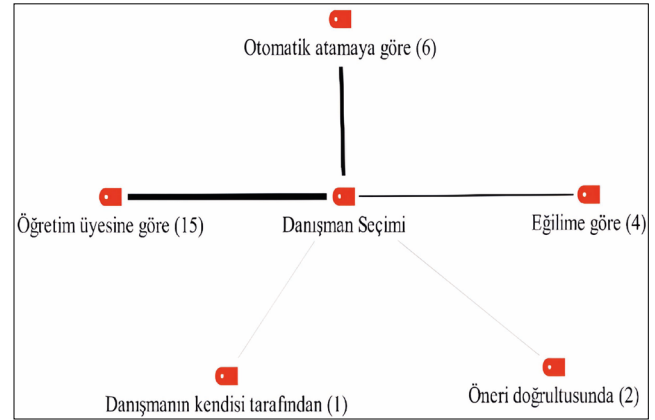 Otomatik atamaya göre (6)
Öğretim üyesine göre (15)
Danışman Seçimi
Eğilime göre (4)
Danışmanın kendisi tarafından (1)
Öneri doğrultusunda (2)